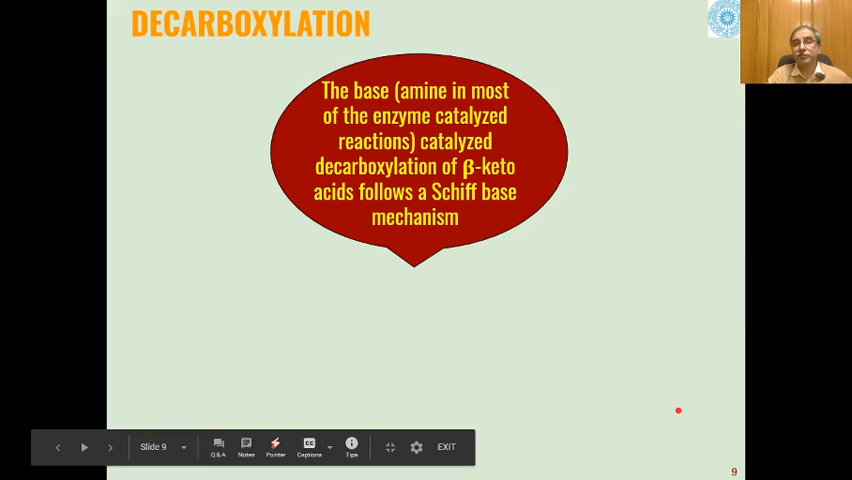 DECARBOXYLATION
The base (amine in most
of the enzyme catalyzed
reactions) catalyzed
decarboxylation of β-keto
acids follows a Schiff base
mechanism
Slide 9
Q&A
Notes
Pointer
CC
Captions
Tips
EXIT
9